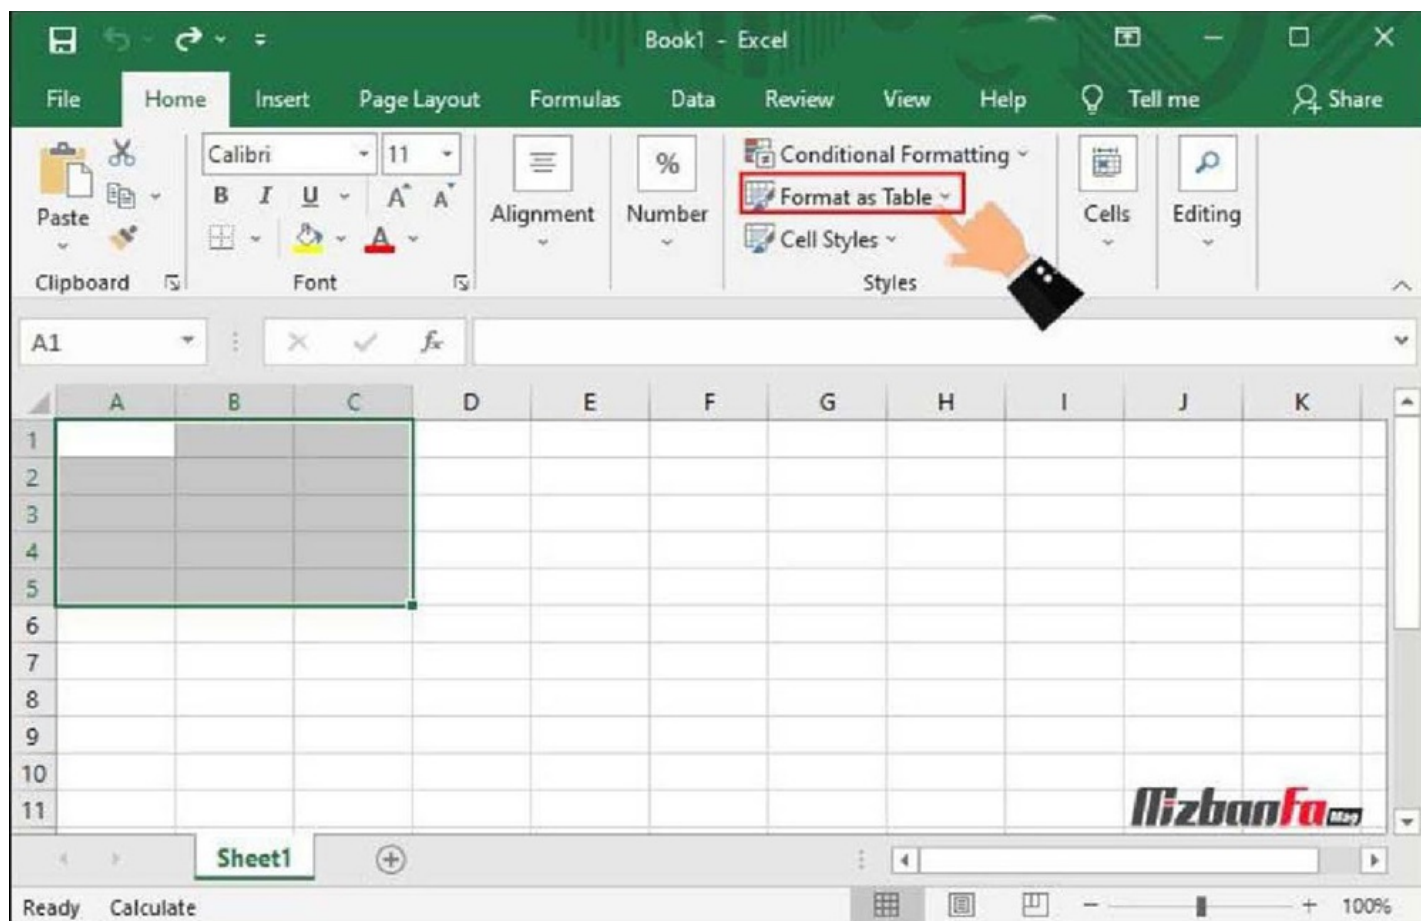 Book1 - Excel
File Home Insert Page Layout Formulas Data Review View Help Tell me Share
Calibri 11 % Conditional Formatting
B I U A A Format as Table
Paste Alignment Number Cells Editing
A Cell Styles
Clipboard Font Styles
A1 fx
A B C D E F G H I J K
1
2
3
4
5
6
7
8
9
10
11
MizbanFa Mag
Sheet1
Ready Calculate 100%